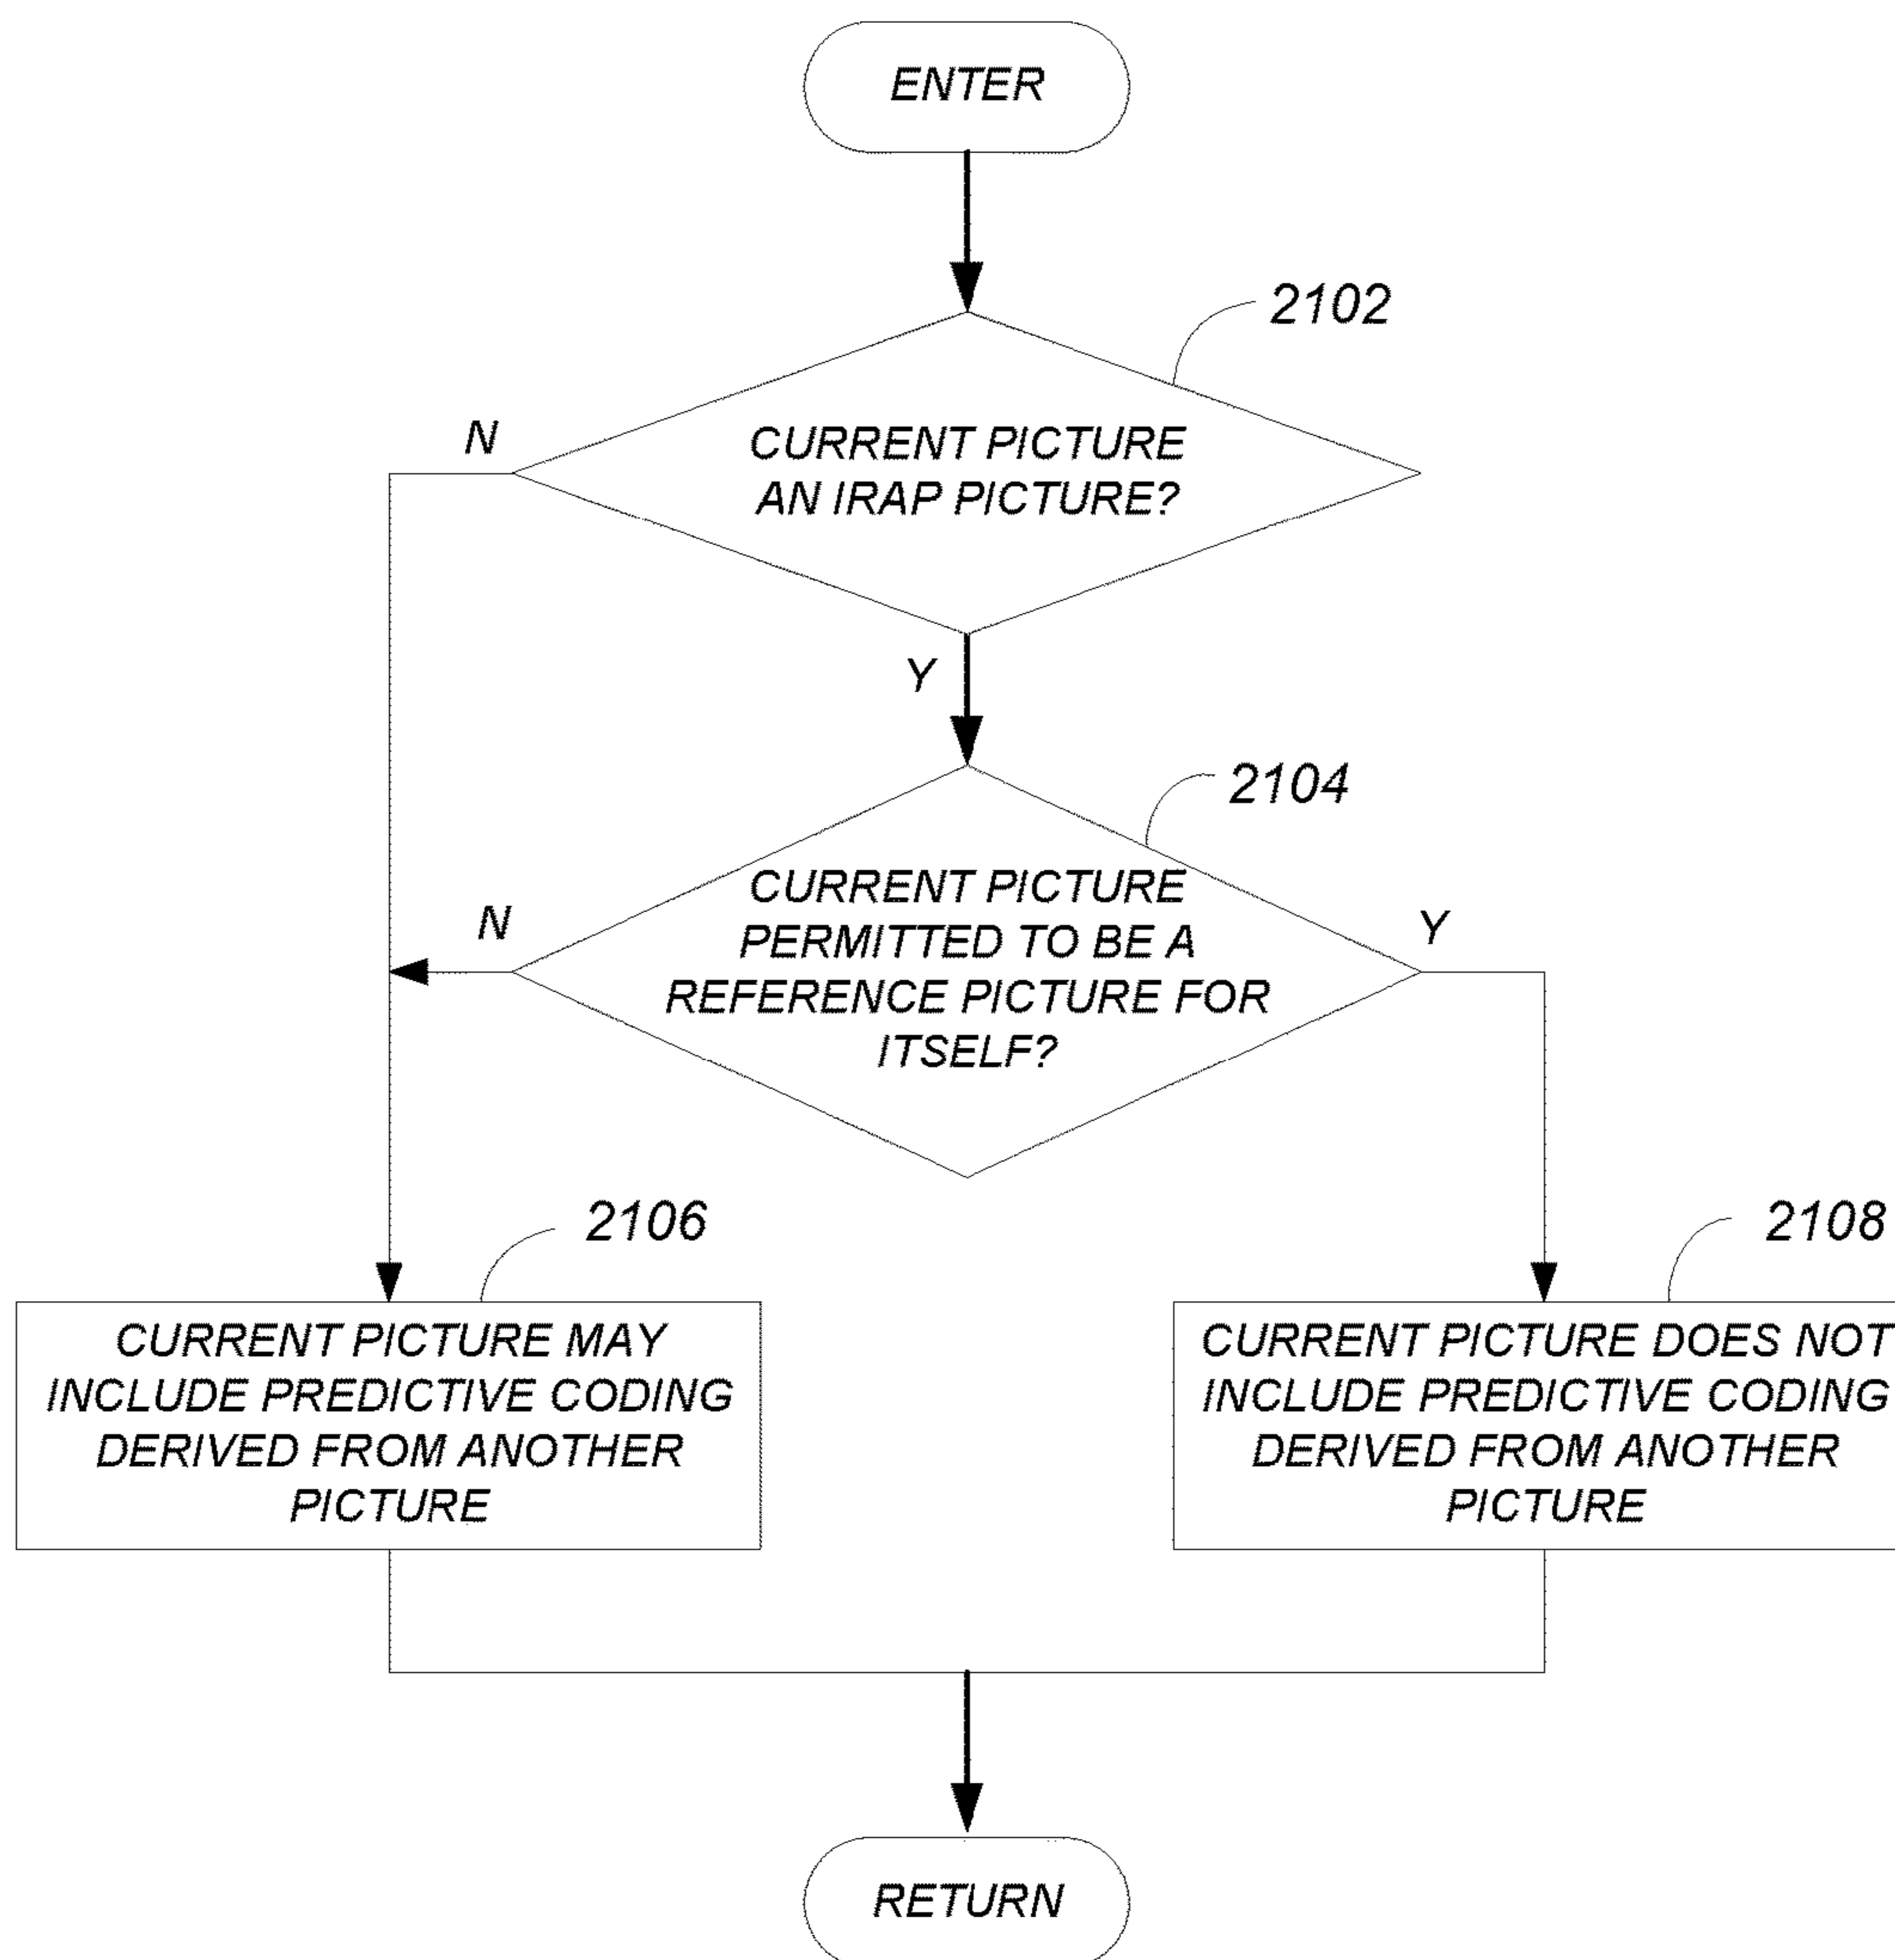 ENTER
2102
N
CURRENT PICTURE
AN IRAP PICTURE?
Y
2104
N
CURRENT PICTURE
PERMITTED TO BE A
REFERENCE PICTURE FOR
ITSELF?
Y
2106
2108
CURRENT PICTURE MAY
INCLUDE PREDICTIVE CODING
DERIVED FROM ANOTHER
PICTURE
CURRENT PICTURE DOES NOT
INCLUDE PREDICTIVE CODING
DERIVED FROM ANOTHER
PICTURE
RETURN